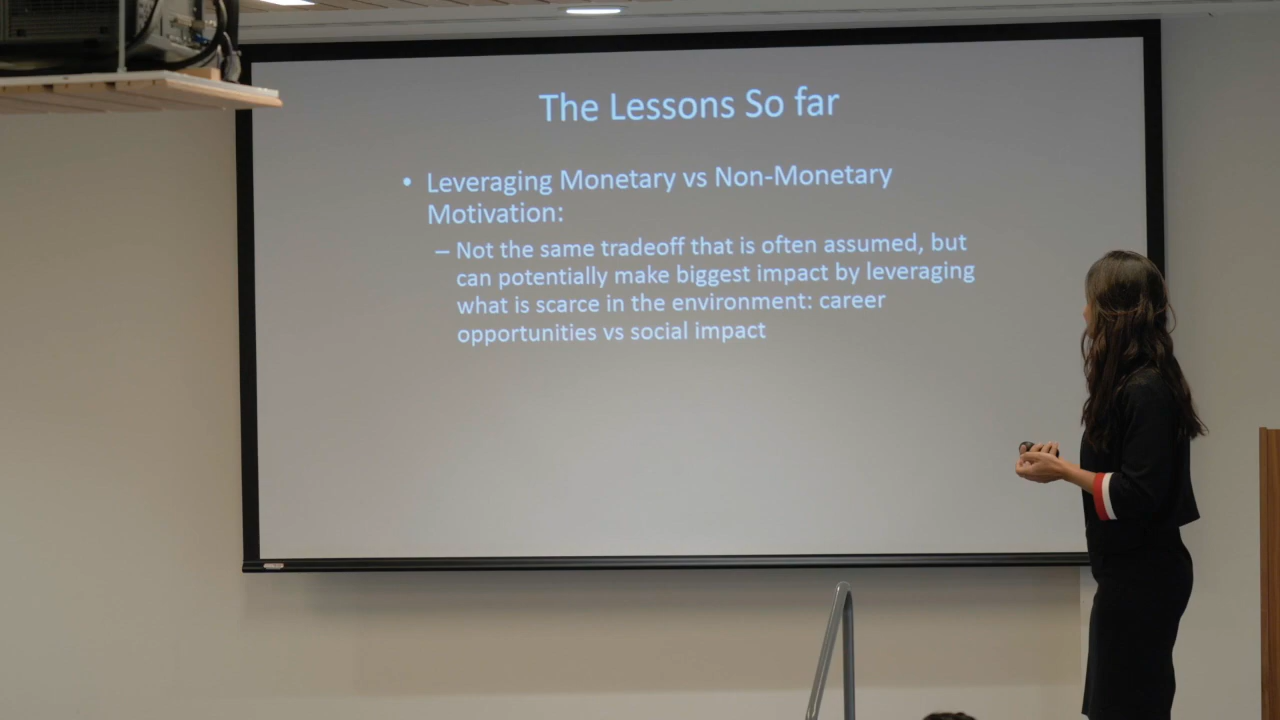 The Lessons So far
• Leveraging Monetary vs Non-Monetary
Motivation:
– Not the same tradeoff that is often assumed, but
can potentially make biggest impact by leveraging
what is scarce in the environment: career
opportunities vs social impact